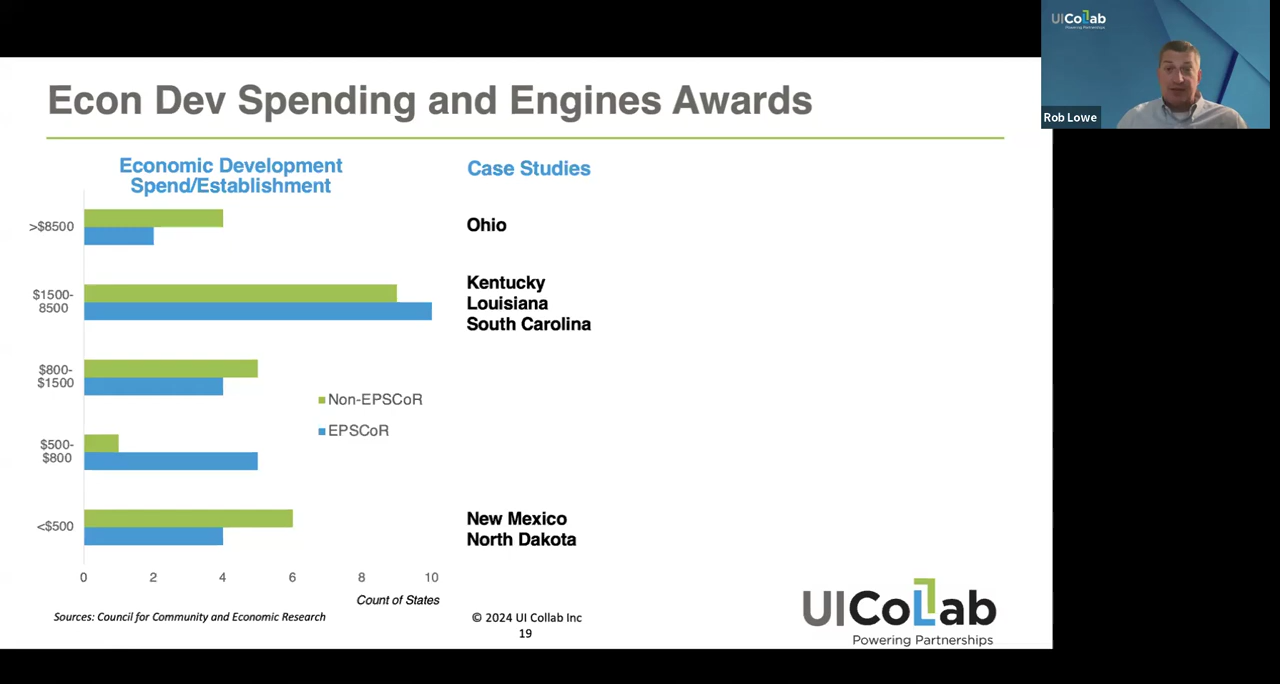 UICoLab
Powering Partnerships
Rob Lowe
Econ Dev Spending and Engines Awards
Economic Development
Spend/Establishment
Case Studies
>$8500
Ohio
$1500-
8500
Kentucky
Louisiana
South Carolina
$800-
$1500
Non-EPSCoR
EPSCoR
$500-
$800
<$500
New Mexico
North Dakota
0 2 4 6 8 10
Count of States
Sources: Council for Community and Economic Research
© 2024 UI Collab Inc
19
UICoLab
Powering Partnerships